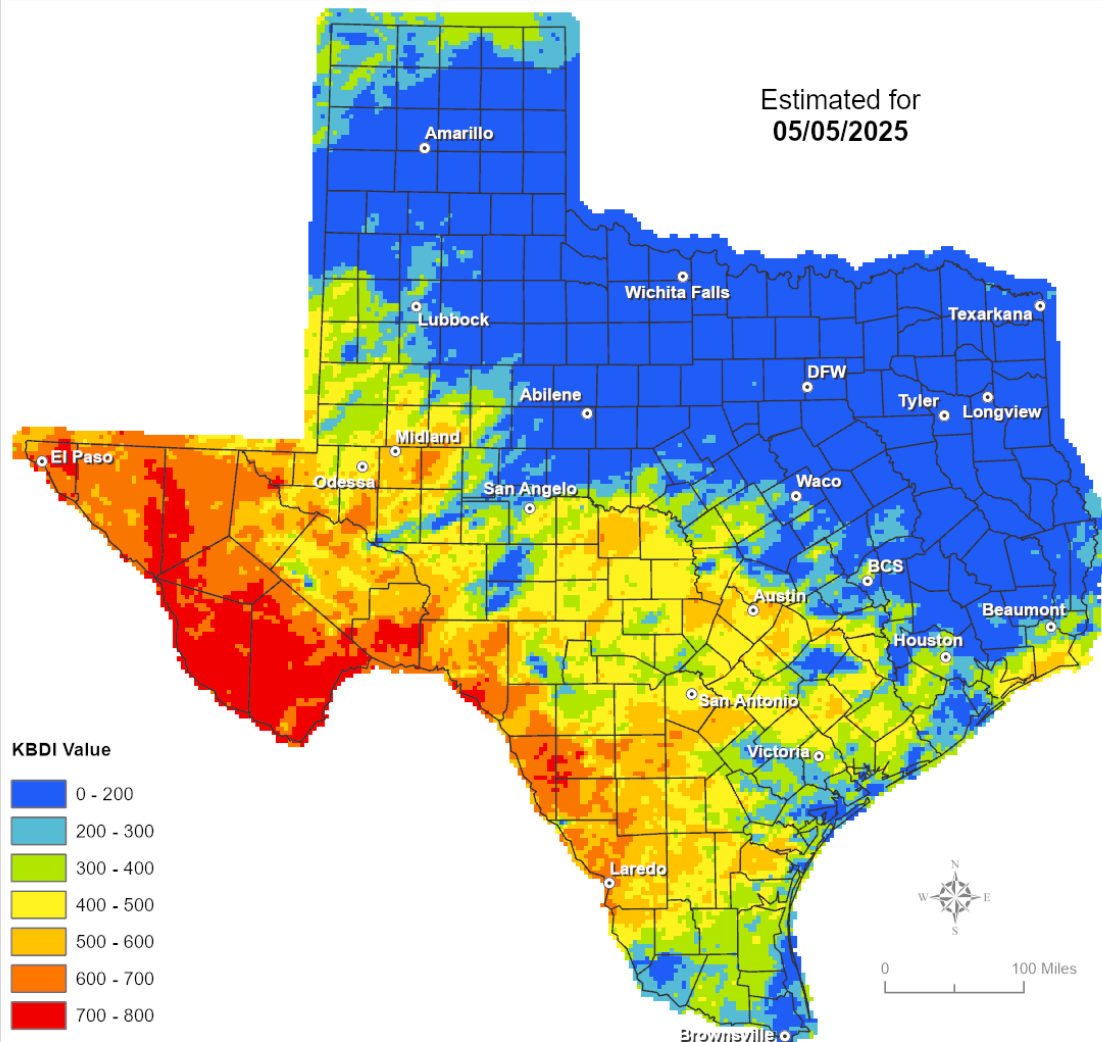 Estimated for
05/05/2025
Amarillo
Wichita Falls
Texarkana
Lubbock
DFW
Abilene
Tyler
Longview
Midland
El Paso
Odessa
San Angelo
Waco
BCS
Austin
Beaumont
Houston
San Antonio
Victoria
Laredo
Brownsville
KBDI Value
0 - 200
200 - 300
300 - 400
400 - 500
500 - 600
600 - 700
700 - 800
N
W E
S
0 100 Miles